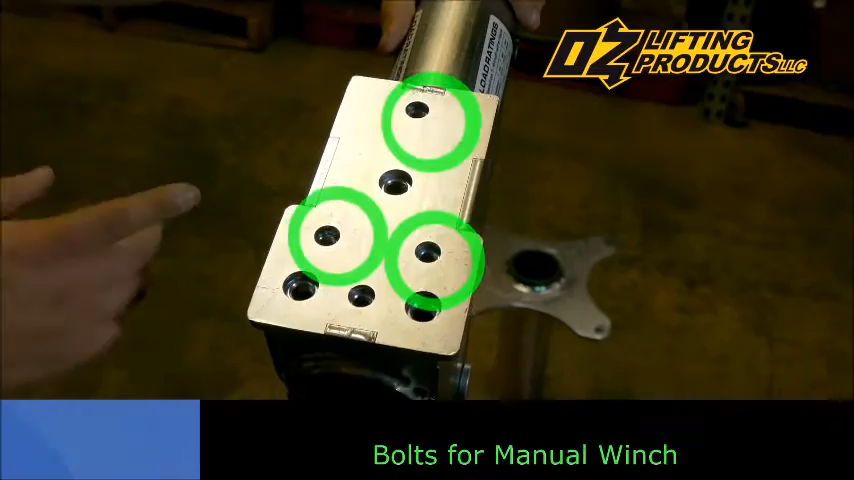 OZ LIFTING
PRODUCTS LLC
LOAD RATINGS
Bolts for Manual Winch